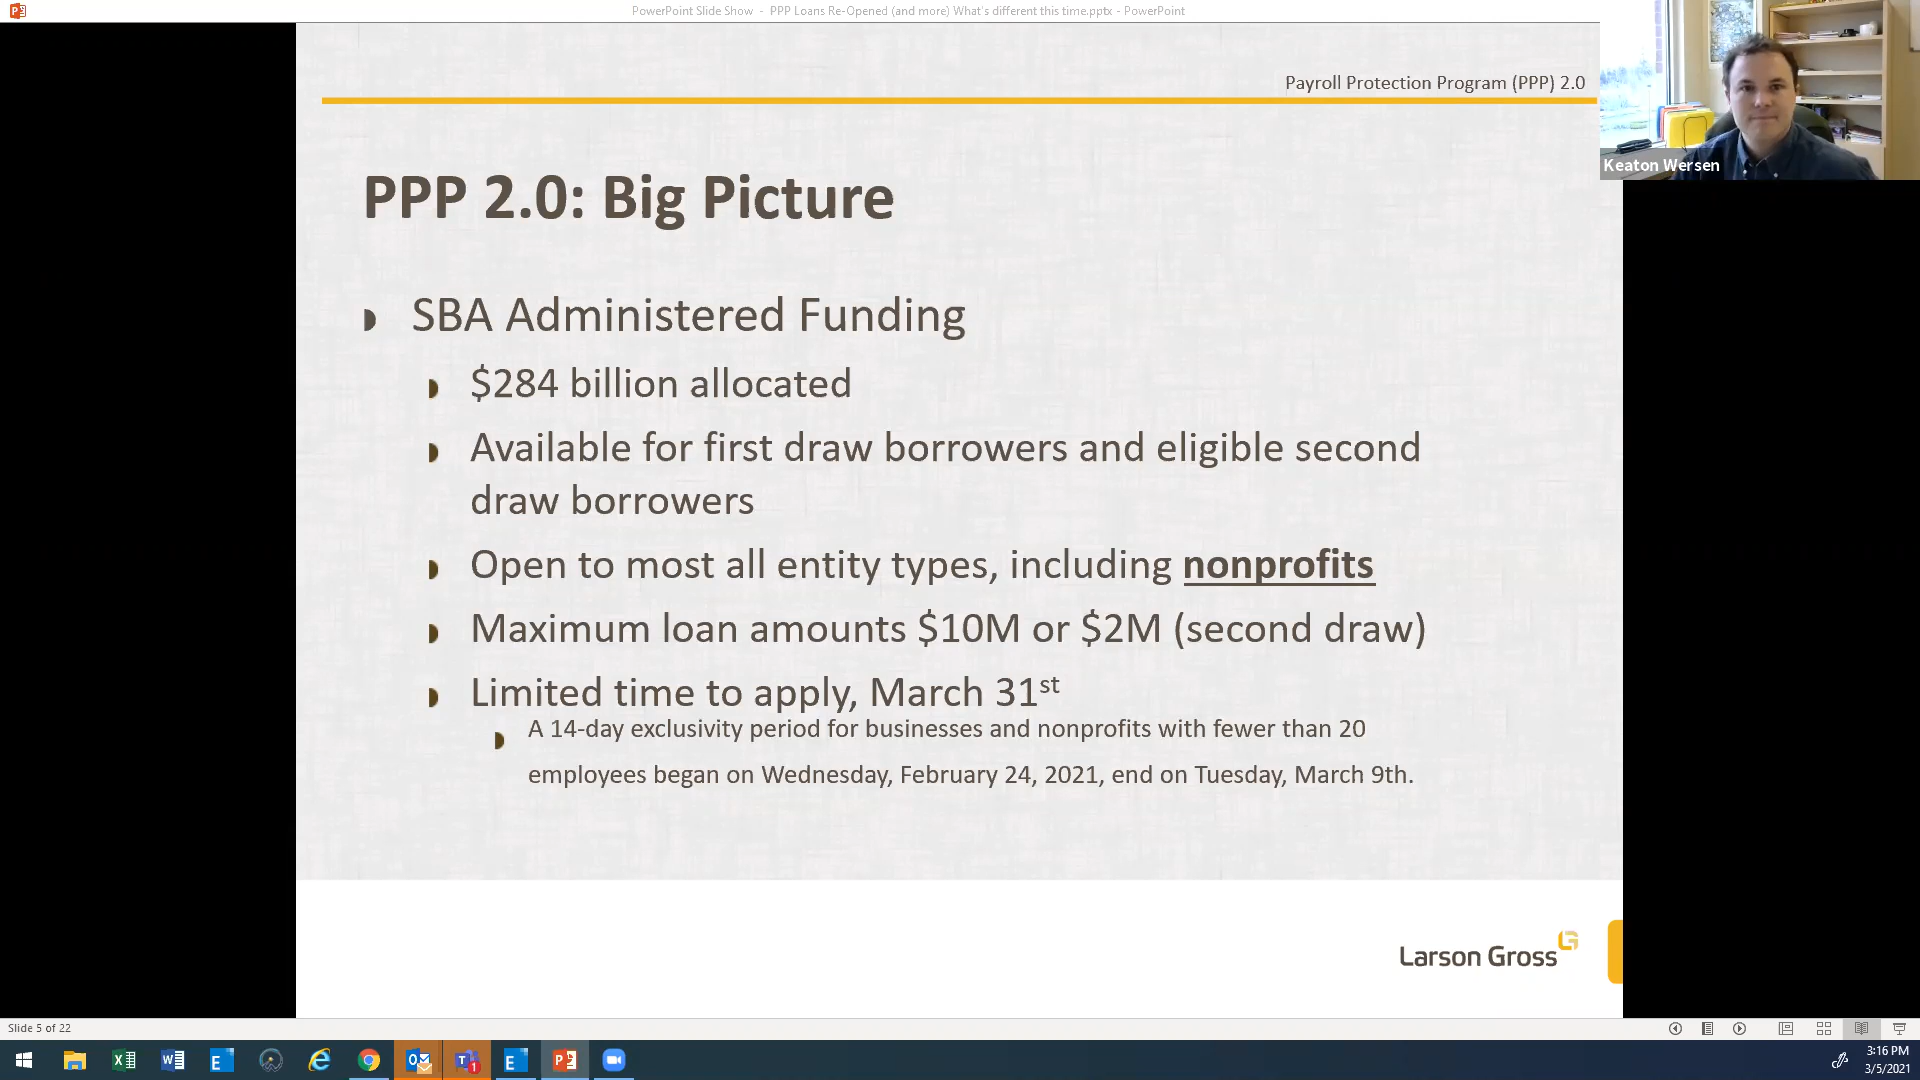 PowerPoint Slide Show - PPP Loans Re-Opened (and more) What's different this time.pptx - PowerPoint
Payroll Protection Program (PPP) 2.0
Keaton Wersen
PPP 2.0: Big Picture
SBA Administered Funding
$284 billion allocated
Available for first draw borrowers and eligible second
draw borrowers
Open to most all entity types, including nonprofits
Maximum loan amounts $10M or $2M (second draw)
Limited time to apply, March 31st
A 14-day exclusivity period for businesses and nonprofits with fewer than 20
employees began on Wednesday, February 24, 2021, end on Tuesday, March 9th.
Larson Gross
Slide 5 of 22
3:16 PM
3/5/2021